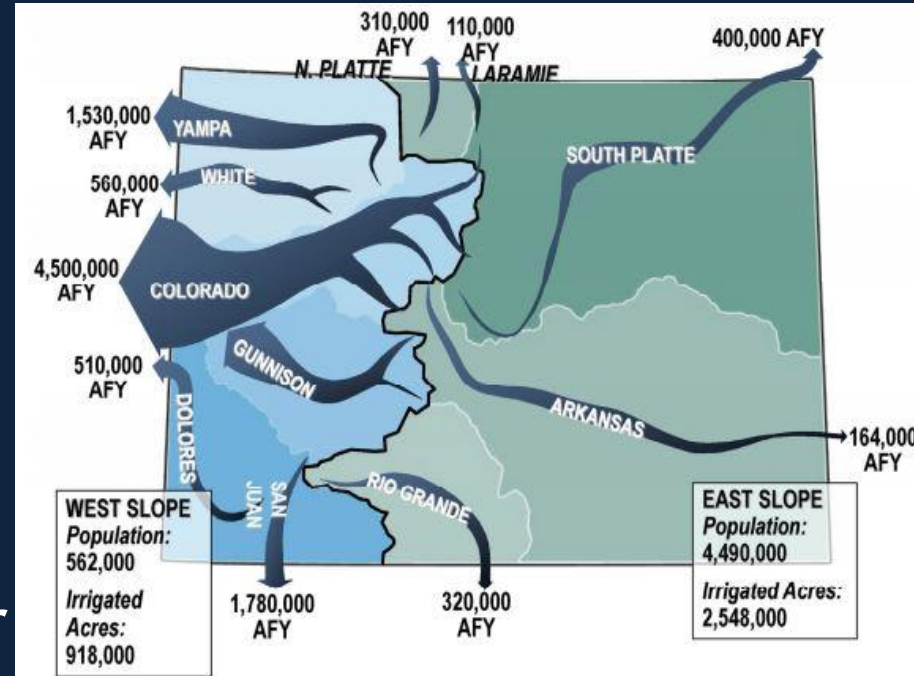 310,000
AFY
110,000
AFY
400,000 AFY
N. PLATTE
LARAMIE
1,530,000
AFY
YAMPA
SOUTH PLATTE
WHITE
560,000
AFY
4,500,000
AFY
COLORADO
510,000
AFY
GUNNISON
DOLORES
ARKANSAS
164,000
AFY
SAN
JUAN
RIO GRANDE
WEST SLOPE
Population:
562,000
Irrigated
Acres:
918,000
EAST SLOPE
Population:
4,490,000
Irrigated Acres:
2,548,000
1,780,000
AFY
320,000
AFY